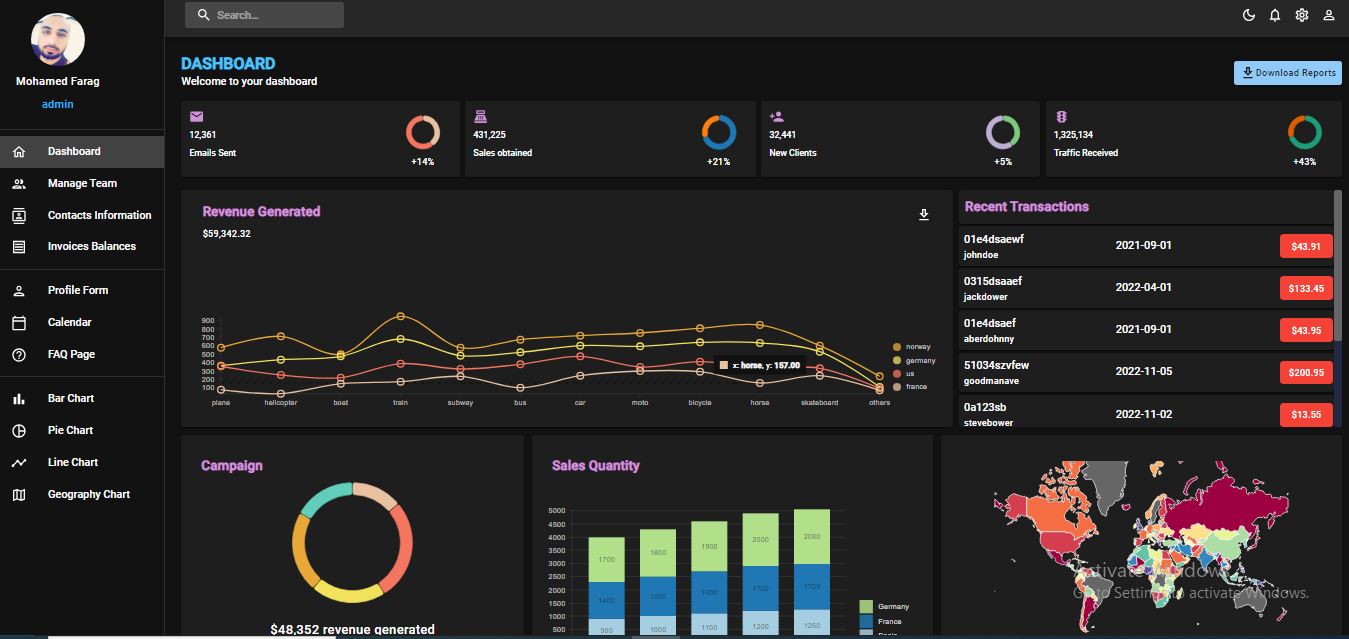 Search...
Mohamed Farag
admin
Dashboard
Manage Team
Contacts Information
Invoices Balances
Profile Form
Calendar
FAQ Page
Bar Chart
Pie Chart
Line Chart
Geography Chart
DASHBOARD
Welcome to your dashboard
Download Reports
12,361
Emails Sent
+14%
431,225
Sales obtained
+21%
32,441
New Clients
+5%
1,325,134
Traffic Received
+43%
Revenue Generated
$59,342.32
900
800
700
600
500
400
300
200
100
plane helicopter boat train subway bus car moto bicycle horse skateboard others
x: horse, y: 157.00
norway
germany
us
france
Recent Transactions
01e4dsaewf
johndoe
2021-09-01
$43.91
0315dsaaef
jackdower
2022-04-01
$133.45
01e4dsaef
aberdohnny
2021-09-01
$43.95
51034szvfew
goodmanave
2022-11-05
$200.95
0a123sb
stevebower
2022-11-02
$13.55
Campaign
$48,352 revenue generated
Sales Quantity
5000
4500
4000
3500
3000
2500
2000
1500
1000
500
1700 1800 1900 2000 2080
1400 1500 1600 1700 1709
900 1000 1100 1200 1260
Germany
France
Activate Windows
Go to Settings to activate Windows.